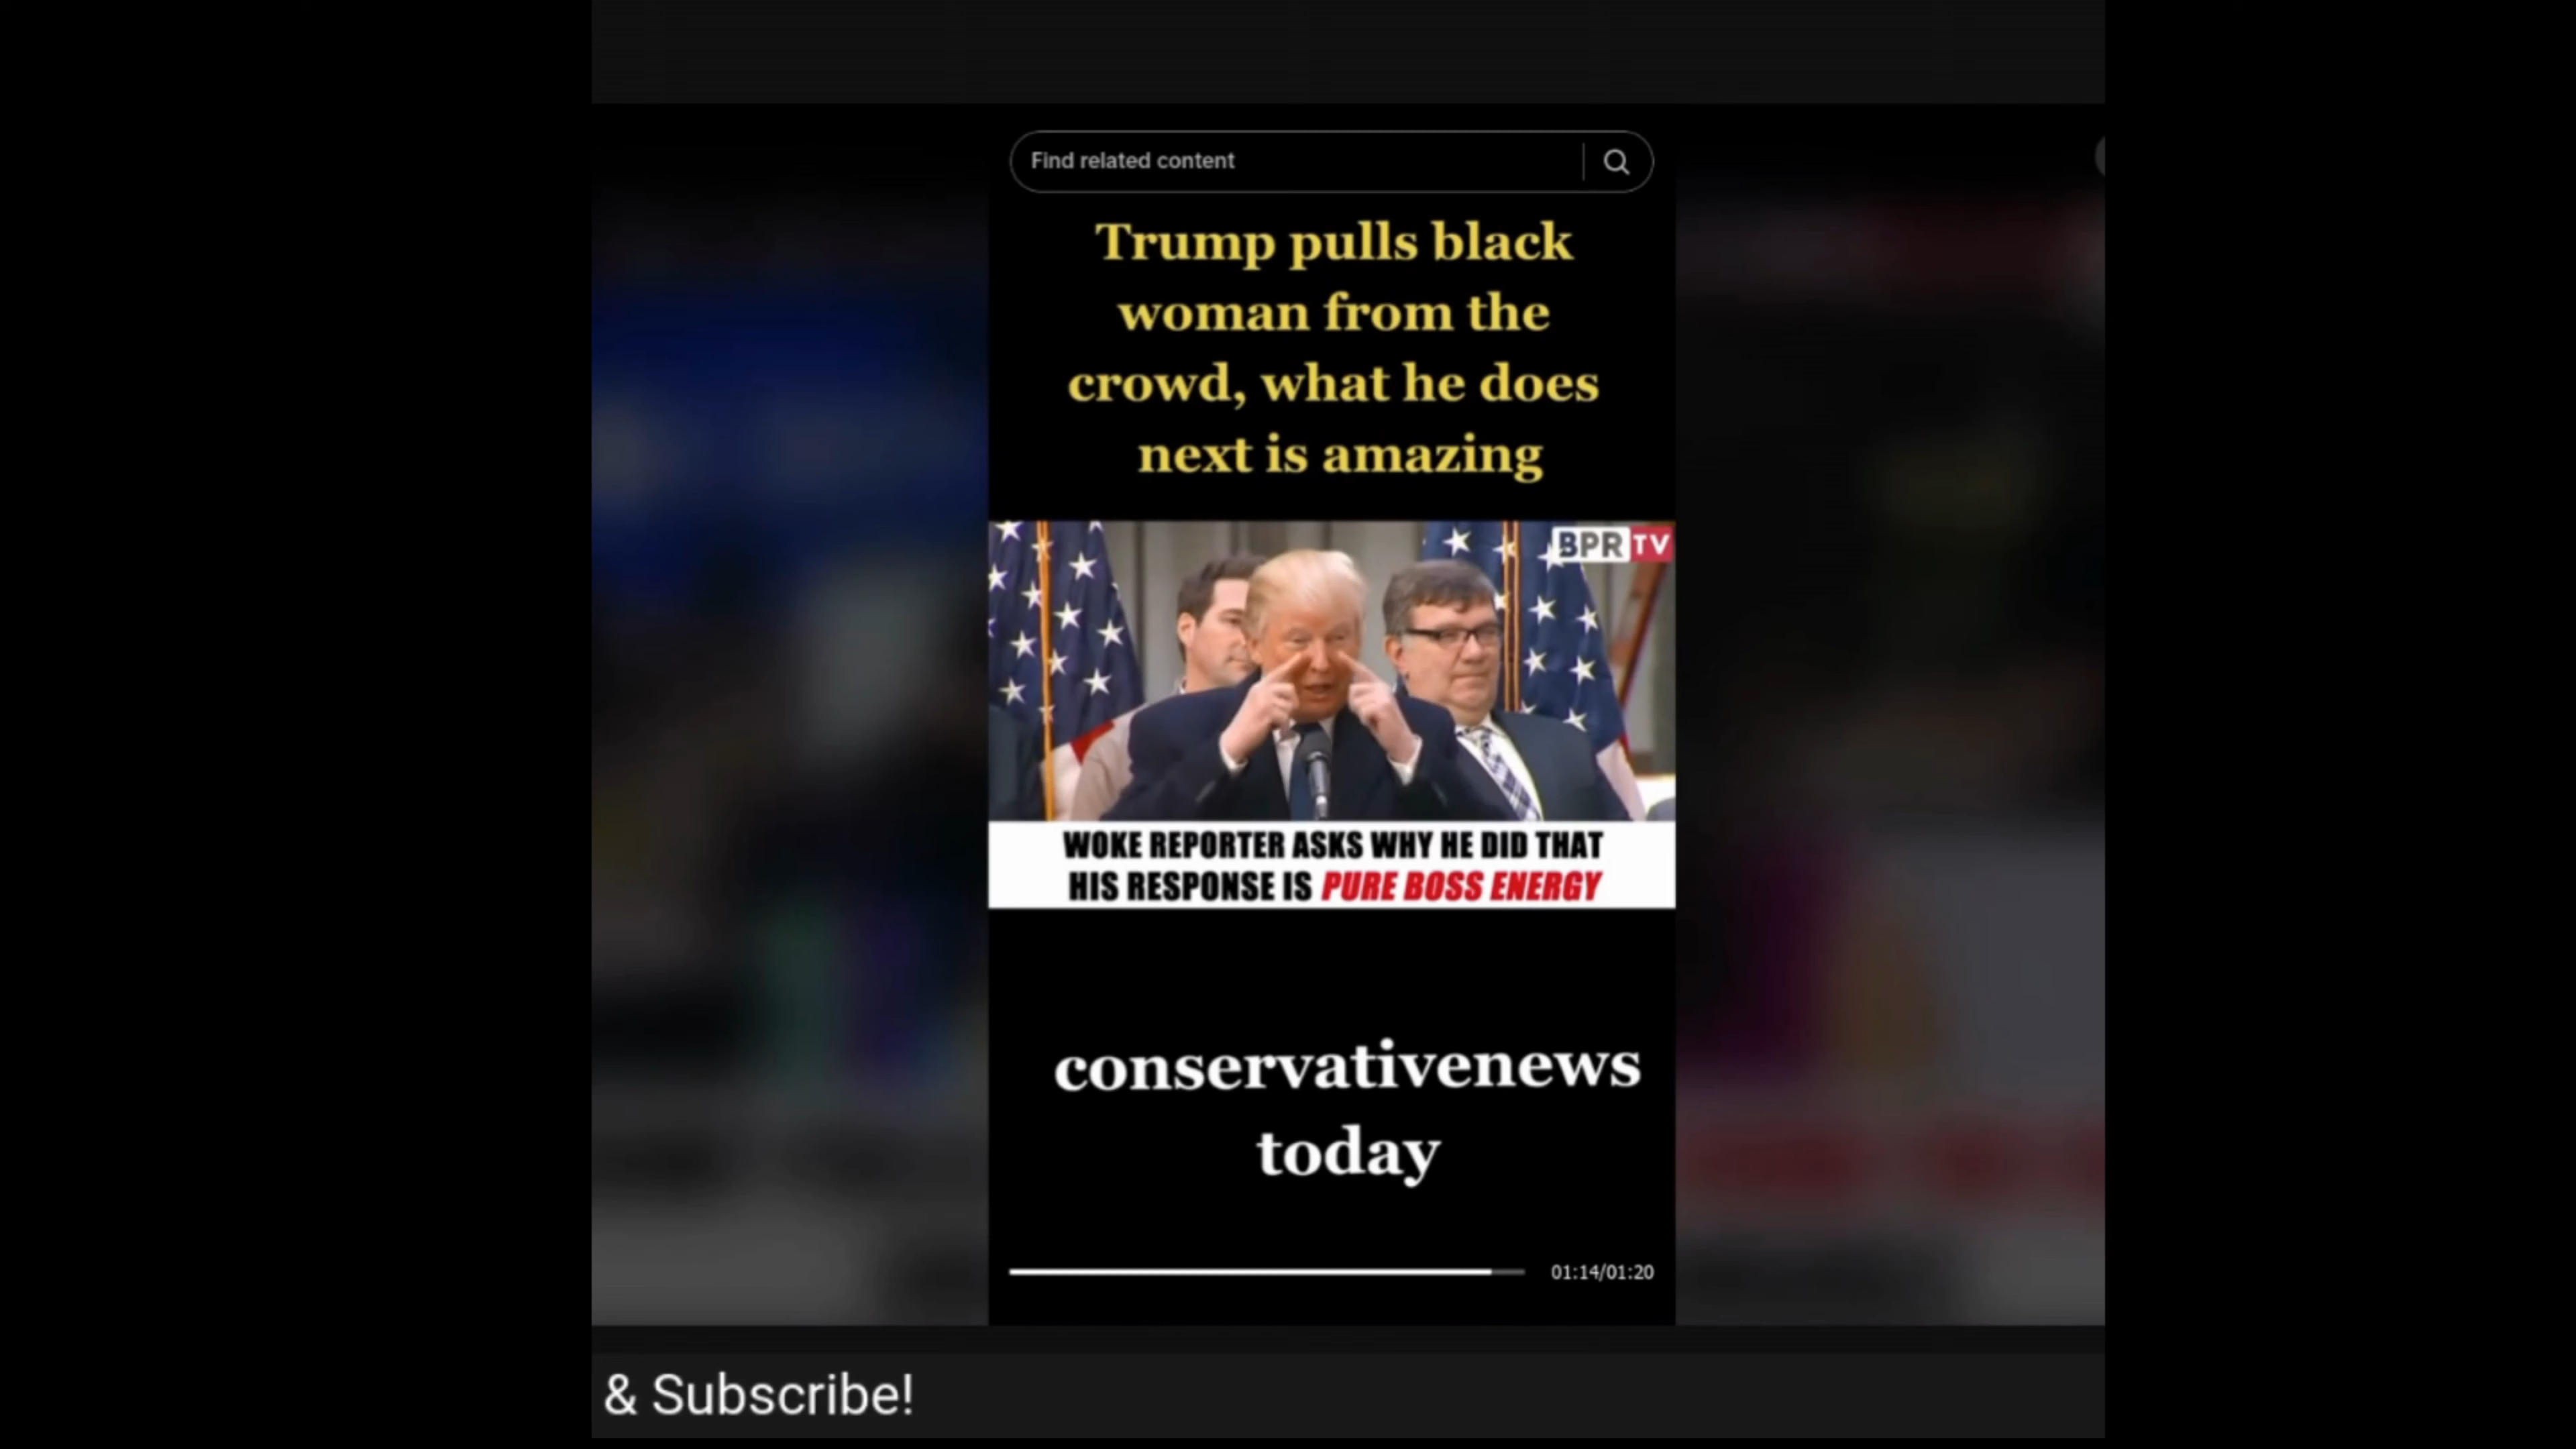 Find related content
Trump pulls black
woman from the
crowd, what he does
next is amazing
BPR TV
WOKE REPORTER ASKS WHY HE DID THAT
HIS RESPONSE IS PURE BOSS ENERGY
conservativenews
today
01:14/01:20
& Subscribe!